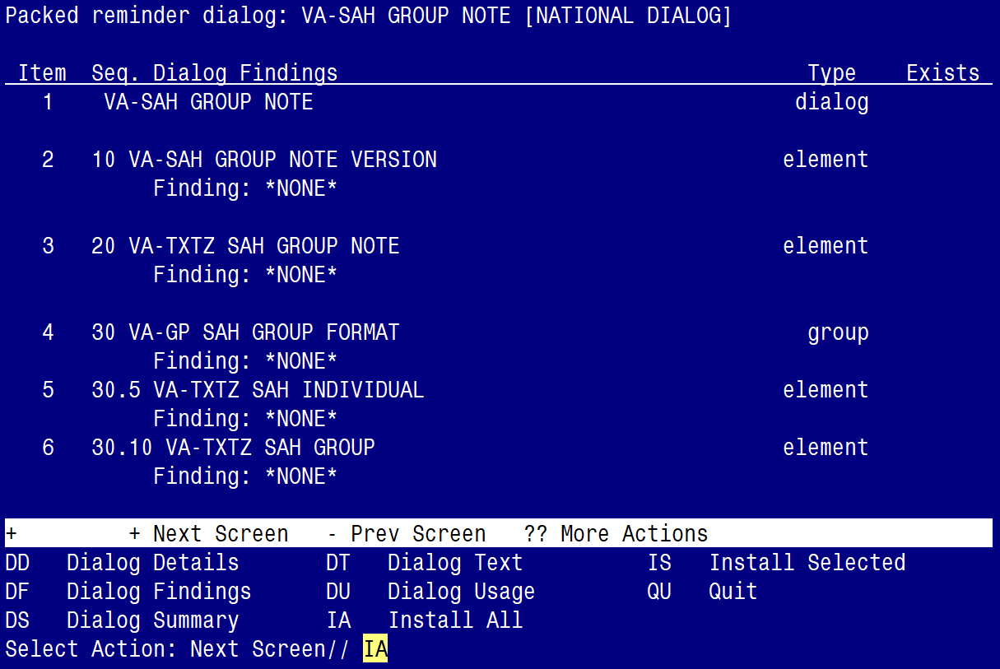 Packed reminder dialog: VA-SAH GROUP NOTE [NATIONAL DIALOG]
Item Seq. Dialog Findings Type Exists
1 VA-SAH GROUP NOTE dialog
2 10 VA-SAH GROUP NOTE VERSION element
Finding: *NONE*
3 20 VA-TXTZ SAH GROUP NOTE element
Finding: *NONE*
4 30 VA-GP SAH GROUP FORMAT group
Finding: *NONE*
5 30.5 VA-TXTZ SAH INDIVIDUAL element
Finding: *NONE*
6 30.10 VA-TXTZ SAH GROUP element
Finding: *NONE*
+ + Next Screen - Prev Screen ?? More Actions
DD Dialog Details DT Dialog Text IS Install Selected
DF Dialog Findings DU Dialog Usage QU Quit
DS Dialog Summary IA Install All
Select Action: Next Screen// IA